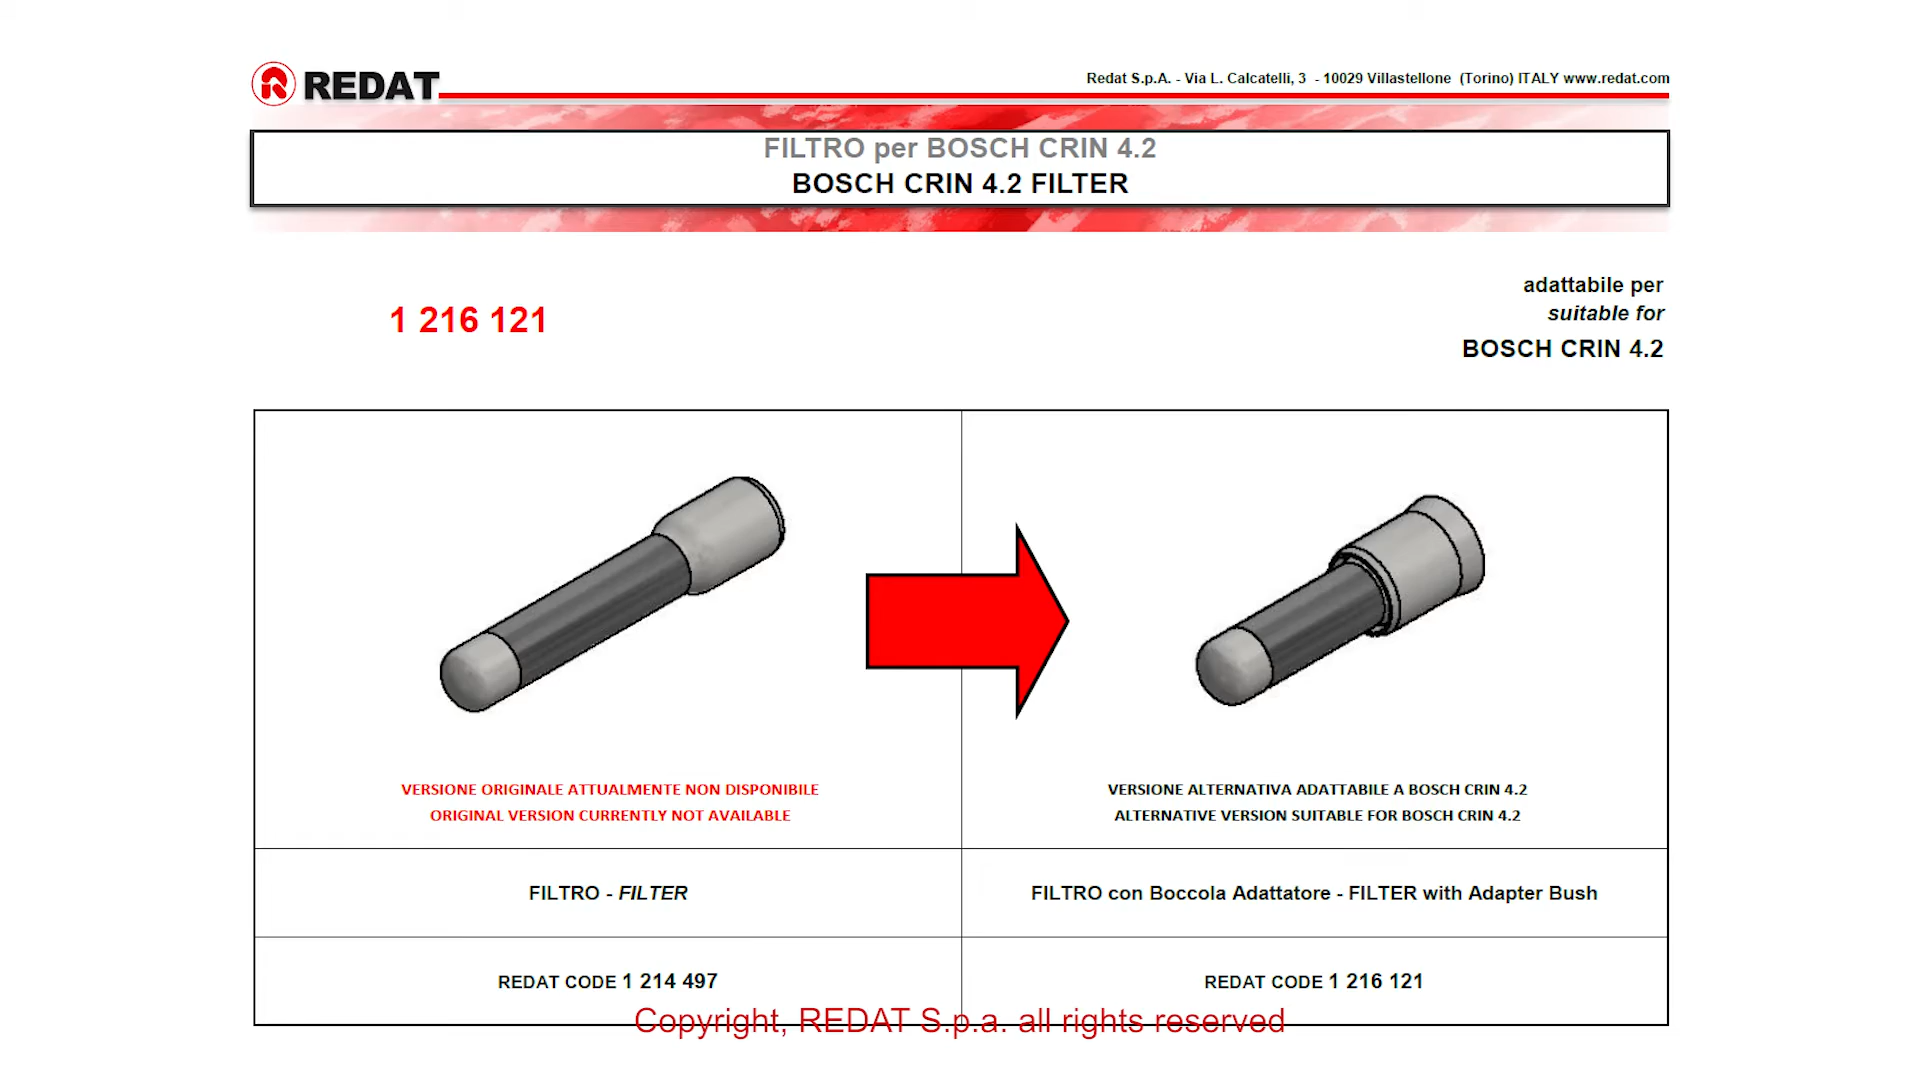 REDAT
Redat S.p.A. - Via L. Calcatelli, 3 - 10029 Villastellone (Torino) ITALY www.redat.com
FILTRO per BOSCH CRIN 4.2
BOSCH CRIN 4.2 FILTER
1 216 121
adattabile per
suitable for
BOSCH CRIN 4.2
VERSIONE ORIGINALE ATTUALMENTE NON DISPONIBILE
ORIGINAL VERSION CURRENTLY NOT AVAILABLE
VERSIONE ALTERNATIVA ADATTABILE A BOSCH CRIN 4.2
ALTERNATIVE VERSION SUITABLE FOR BOSCH CRIN 4.2
FILTRO - FILTER
FILTRO con Boccola Adattatore - FILTER with Adapter Bush
REDAT CODE 1 214 497
REDAT CODE 1 216 121
Copyright, REDAT S.p.a. all rights reserved